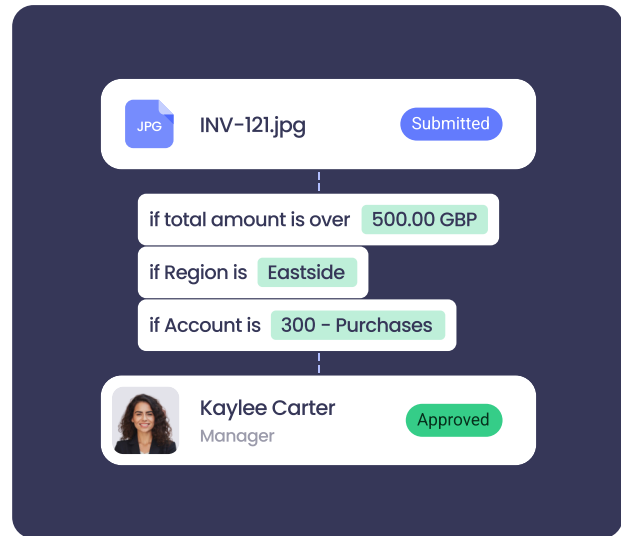 JPG
INV-121.jpg
Submitted
if total amount is over 500.00 GBP
if Region is Eastside
if Account is 300 - Purchases
Kaylee Carter
Manager
Approved